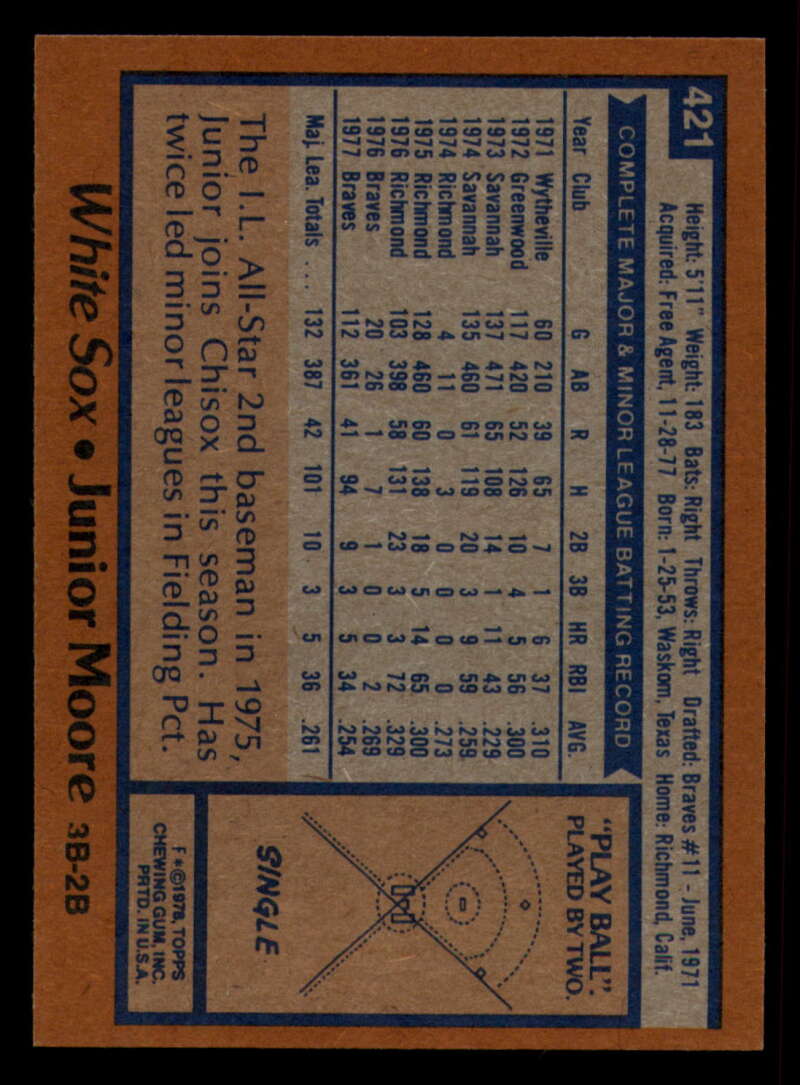 421
Height: 5'11" Weight: 183 Bats: Right Throws: Right Drafted: Braves #11 - June, 1971
Acquired: Free Agent, 11-28-77 Born: 1-25-53, Waskom, Texas Home: Richmond, Calif.
COMPLETE MAJOR & MINOR LEAGUE BATTING RECORD
Year Club G AB R H 2B 3B HR RBI AVG.
1971 Wytheville 60 210 39 65 7 1 6 37 .310
1972 Greenwood 117 420 52 126 10 4 5 56 .300
1973 Savannah 137 471 65 108 14 1 11 43 .229
1974 Savannah 135 460 61 119 20 3 9 59 .259
1974 Richmond 4 11 0 3 0 0 0 0 .273
1975 Richmond 128 460 60 138 18 5 14 65 .300
1976 Richmond 103 398 58 131 23 3 3 72 .329
1976 Braves 20 26 1 7 1 0 0 2 .269
1977 Braves 112 361 41 94 9 3 5 34 .254
Maj. Lea. Totals ... 132 387 42 101 10 3 5 36 .261
The I.L. All-Star 2nd baseman in 1975,
Junior joins Chisox this season. Has
twice led minor leagues in Fielding Pct.
"PLAY BALL".
PLAYED BY TWO.
SINGLE
F*©1978, TOPPS
CHEWING GUM, INC.
PRTD. IN U.S.A.
White Sox • Junior Moore 3B-2B